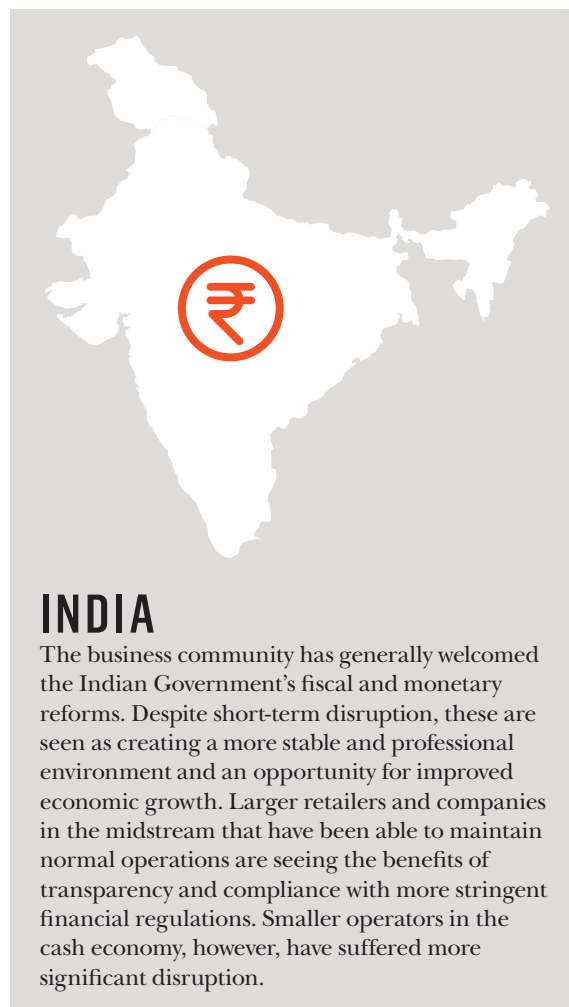 ₹
INDIA
The business community has generally welcomed
the Indian Government’s fiscal and monetary
reforms. Despite short-term disruption, these are
seen as creating a more stable and professional
environment and an opportunity for improved
economic growth. Larger retailers and companies
in the midstream that have been able to maintain
normal operations are seeing the benefits of
transparency and compliance with more stringent
financial regulations. Smaller operators in the
cash economy, however, have suffered more
significant disruption.